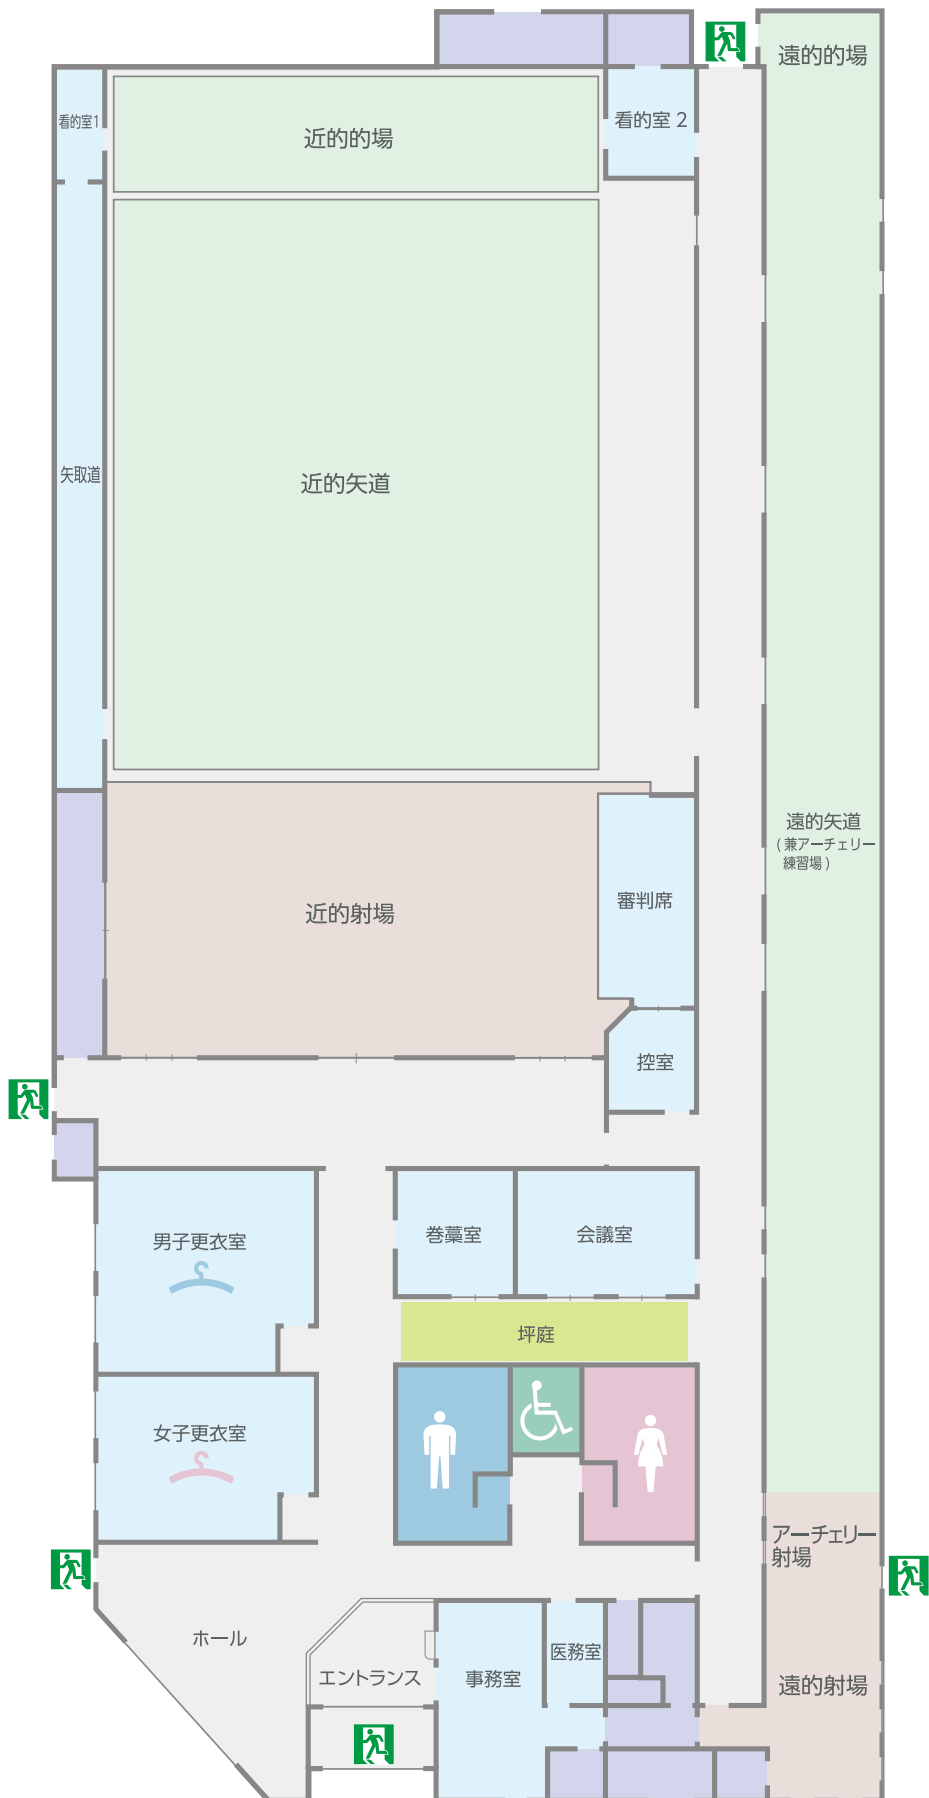 遠的的場
看的室1
近的的場
看的室 2
矢取道
近的矢道
遠的矢道
(兼アーチェリー
練習場)
審判席
近的射場
控室
男子更衣室
巻藁室
会議室
坪庭
女子更衣室
アーチェリー
射場
ホール
エントランス
事務室
医務室
遠的射場